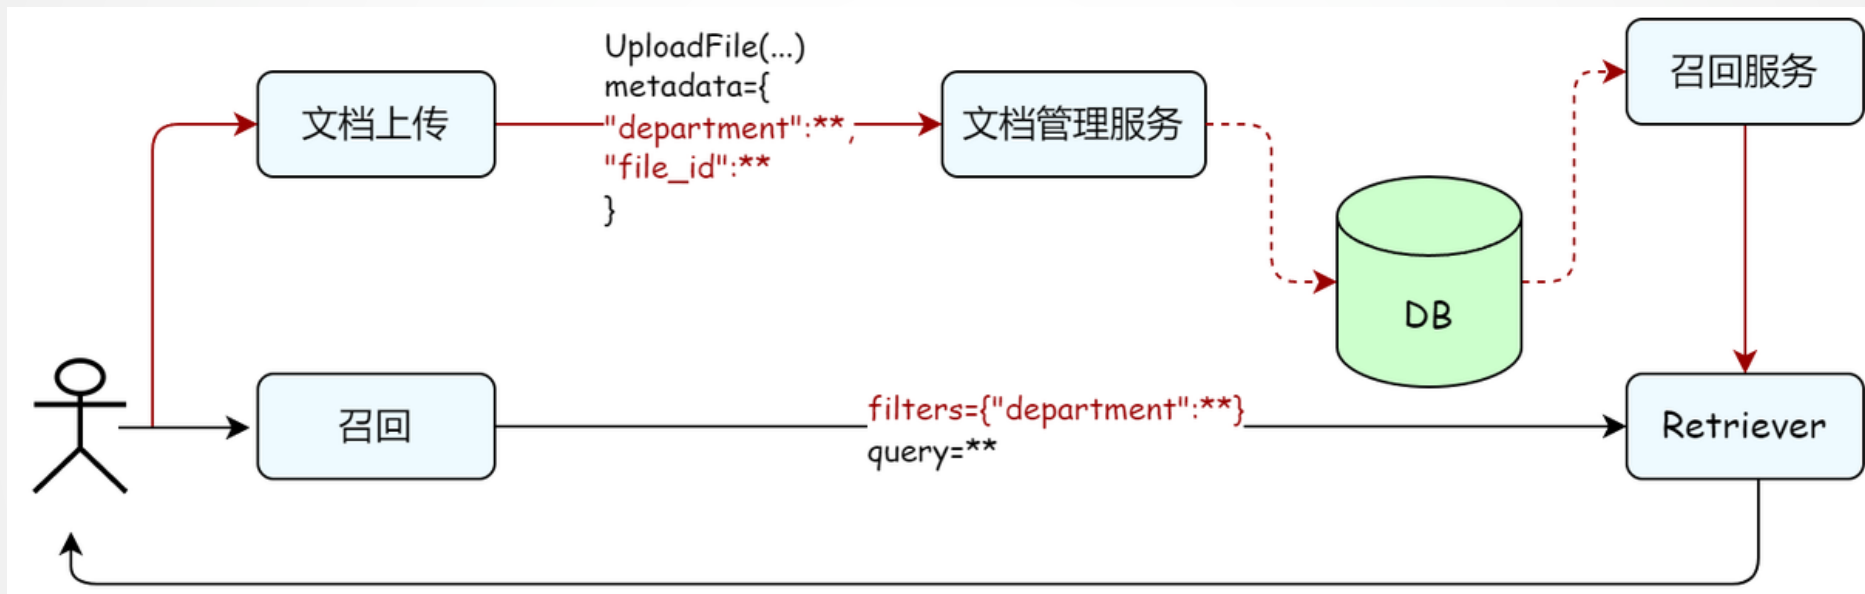 UploadFile(...)
metadata={
"department":**,
"file_id":**
}
文档上传
文档管理服务
召回服务
DB
召回
filters={"department":**}
query=**
Retriever